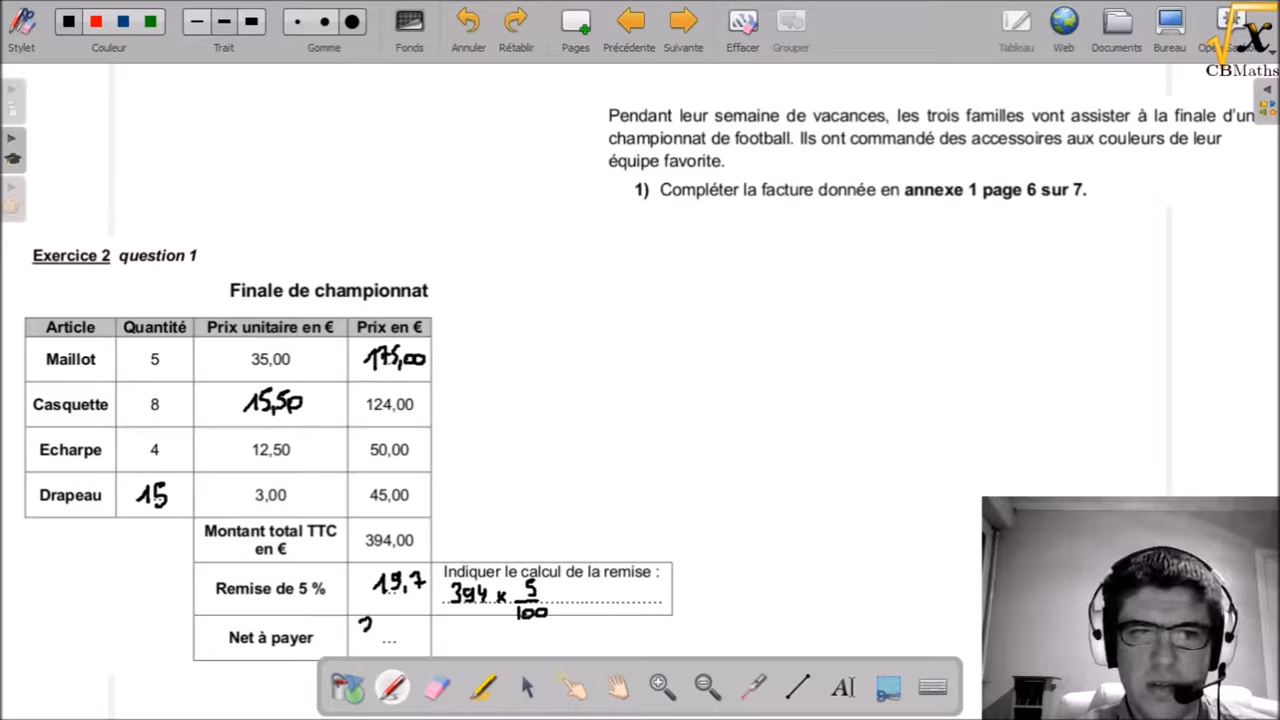 Stylet
Couleur
Trait
Gomme
Fonds
Annuler
Rétablir
Pages
Précédente
Suivante
Effacer
Grouper
Tableau
Web
Documents
Bureau
CBMaths
Pendant leur semaine de vacances, les trois familles vont assister à la finale d'un
championnat de football. Ils ont commandé des accessoires aux couleurs de leur
équipe favorite.
1) Compléter la facture donnée en annexe 1 page 6 sur 7.
Exercice 2 question 1
Finale de championnat
Article Quantité Prix unitaire en € Prix en €
Maillot 5 35,00 175,00
Casquette 8 15,50 124,00
Echarpe 4 12,50 50,00
Drapeau 15 3,00 45,00
Montant total TTC
en € 394,00
Remise de 5 % 19,7
Indiquer le calcul de la remise :
394 x 5/100
Net à payer ...
AI